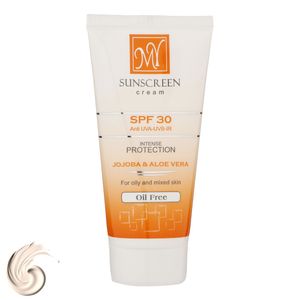 MY
SUNSCREEN
cream
SPF 30
Anti UVA-UVB-IR
INTENSE
PROTECTION
JOJOBA & ALOE VERA
For oily and mixed skin
Oil Free